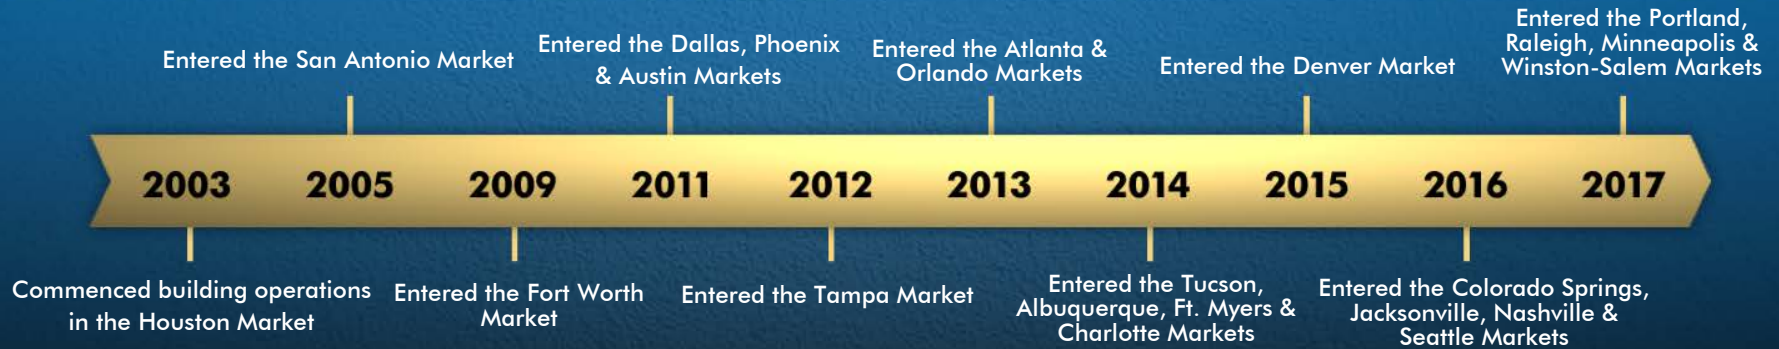 Entered the San Antonio Market
Entered the Dallas, Phoenix
& Austin Markets
Entered the Atlanta &
Orlando Markets
Entered the Denver Market
Entered the Portland,
Raleigh, Minneapolis &
Winston-Salem Markets
2003 2005 2009 2011 2012 2013 2014 2015 2016 2017
Commenced building operations
in the Houston Market
Entered the Fort Worth
Market
Entered the Tampa Market
Entered the Tucson,
Albuquerque, Ft. Myers &
Charlotte Markets
Entered the Colorado Springs,
Jacksonville, Nashville &
Seattle Markets